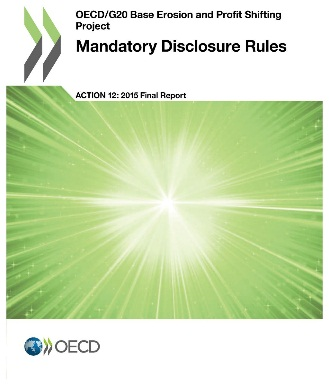 OECD/G20 Base Erosion and Profit Shifting
Project
Mandatory Disclosure Rules
ACTION 12: 2015 Final Report
OECD